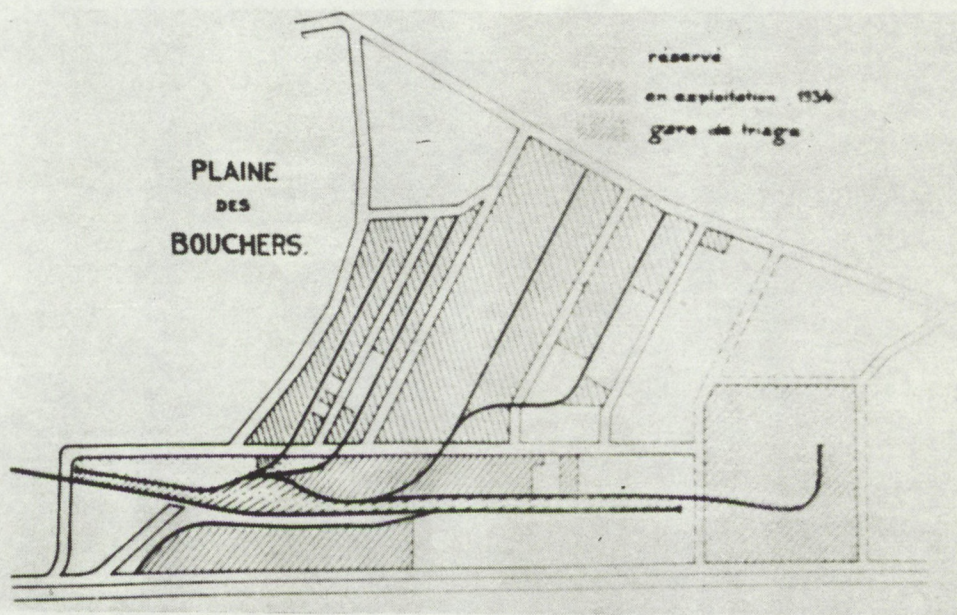 PLAINE
DES
BOUCHERS.
réservé
en exploitation 1934
gare de triage